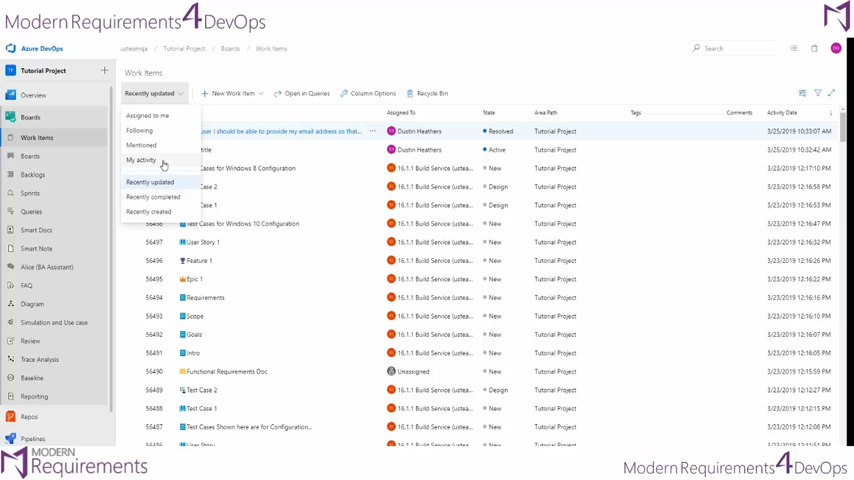 Modern Requirements4DevOps
Azure DevOps
usteamqa / Tutorial Project / Boards / Work Items
Search
Tutorial Project
Overview
Boards
Work Items
Boards
Backlogs
Sprints
Queries
Smart Docs
Smart Note
Alice (BA Assistant)
FAQ
Diagram
Simulation and Use case
Review
Trace Analysis
Baseline
Reporting
Repos
Pipelines
Work Items
Recently updated
New Work Item
Open in Queries
Column Options
Recycle Bin
Assigned to me
Following
Mentioned
My activity
Recently updated
Recently completed
Recently created
Assigned To State Area Path Tags Comments Activity Date
user I should be able to provide my email address so that... Dustin Heathers Resolved Tutorial Project 3/25/2019 10:33:07 AM
title Dustin Heathers Active Tutorial Project 3/25/2019 10:32:42 AM
Cases for Windows 8 Configuration 16.1.1 Build Service (ustea... New Tutorial Project 3/23/2019 12:17:10 PM
Case 2 16.1.1 Build Service (ustea... Design Tutorial Project 3/23/2019 12:16:58 PM
Case 1 16.1.1 Build Service (ustea... Design Tutorial Project 3/23/2019 12:16:53 PM
56498 Test Cases for Windows 10 Configuration 16.1.1 Build Service (ustea... New Tutorial Project 3/23/2019 12:16:47 PM
56497 User Story 1 16.1.1 Build Service (ustea... New Tutorial Project 3/23/2019 12:16:32 PM
56496 Feature 1 16.1.1 Build Service (ustea... New Tutorial Project 3/23/2019 12:16:26 PM
56495 Epic 1 16.1.1 Build Service (ustea... New Tutorial Project 3/23/2019 12:16:22 PM
56494 Requirements 16.1.1 Build Service (ustea... New Tutorial Project 3/23/2019 12:16:16 PM
56493 Scope 16.1.1 Build Service (ustea... New Tutorial Project 3/23/2019 12:16:10 PM
56492 Goals 16.1.1 Build Service (ustea... New Tutorial Project 3/23/2019 12:16:07 PM
56491 Intro 16.1.1 Build Service (ustea... New Tutorial Project 3/23/2019 12:16:04 PM
56490 Functional Requirements Doc Unassigned New Tutorial Project 3/23/2019 12:15:59 PM
56489 Test Case 2 16.1.1 Build Service (ustea... Design Tutorial Project 3/23/2019 12:12:27 PM
56488 Test Case 1 16.1.1 Build Service (ustea... New Tutorial Project 3/23/2019 12:12:15 PM
56487 Test Cases Shown here are for Configuration... 16.1.1 Build Service (ustea... New Tutorial Project 3/23/2019 12:12:08 PM
56486 User Story 16.1.1 Build Service (ustea... New Tutorial Project 3/23/2019 12:11:51 PM
MODERN
Requirements
Modern Requirements4DevOps